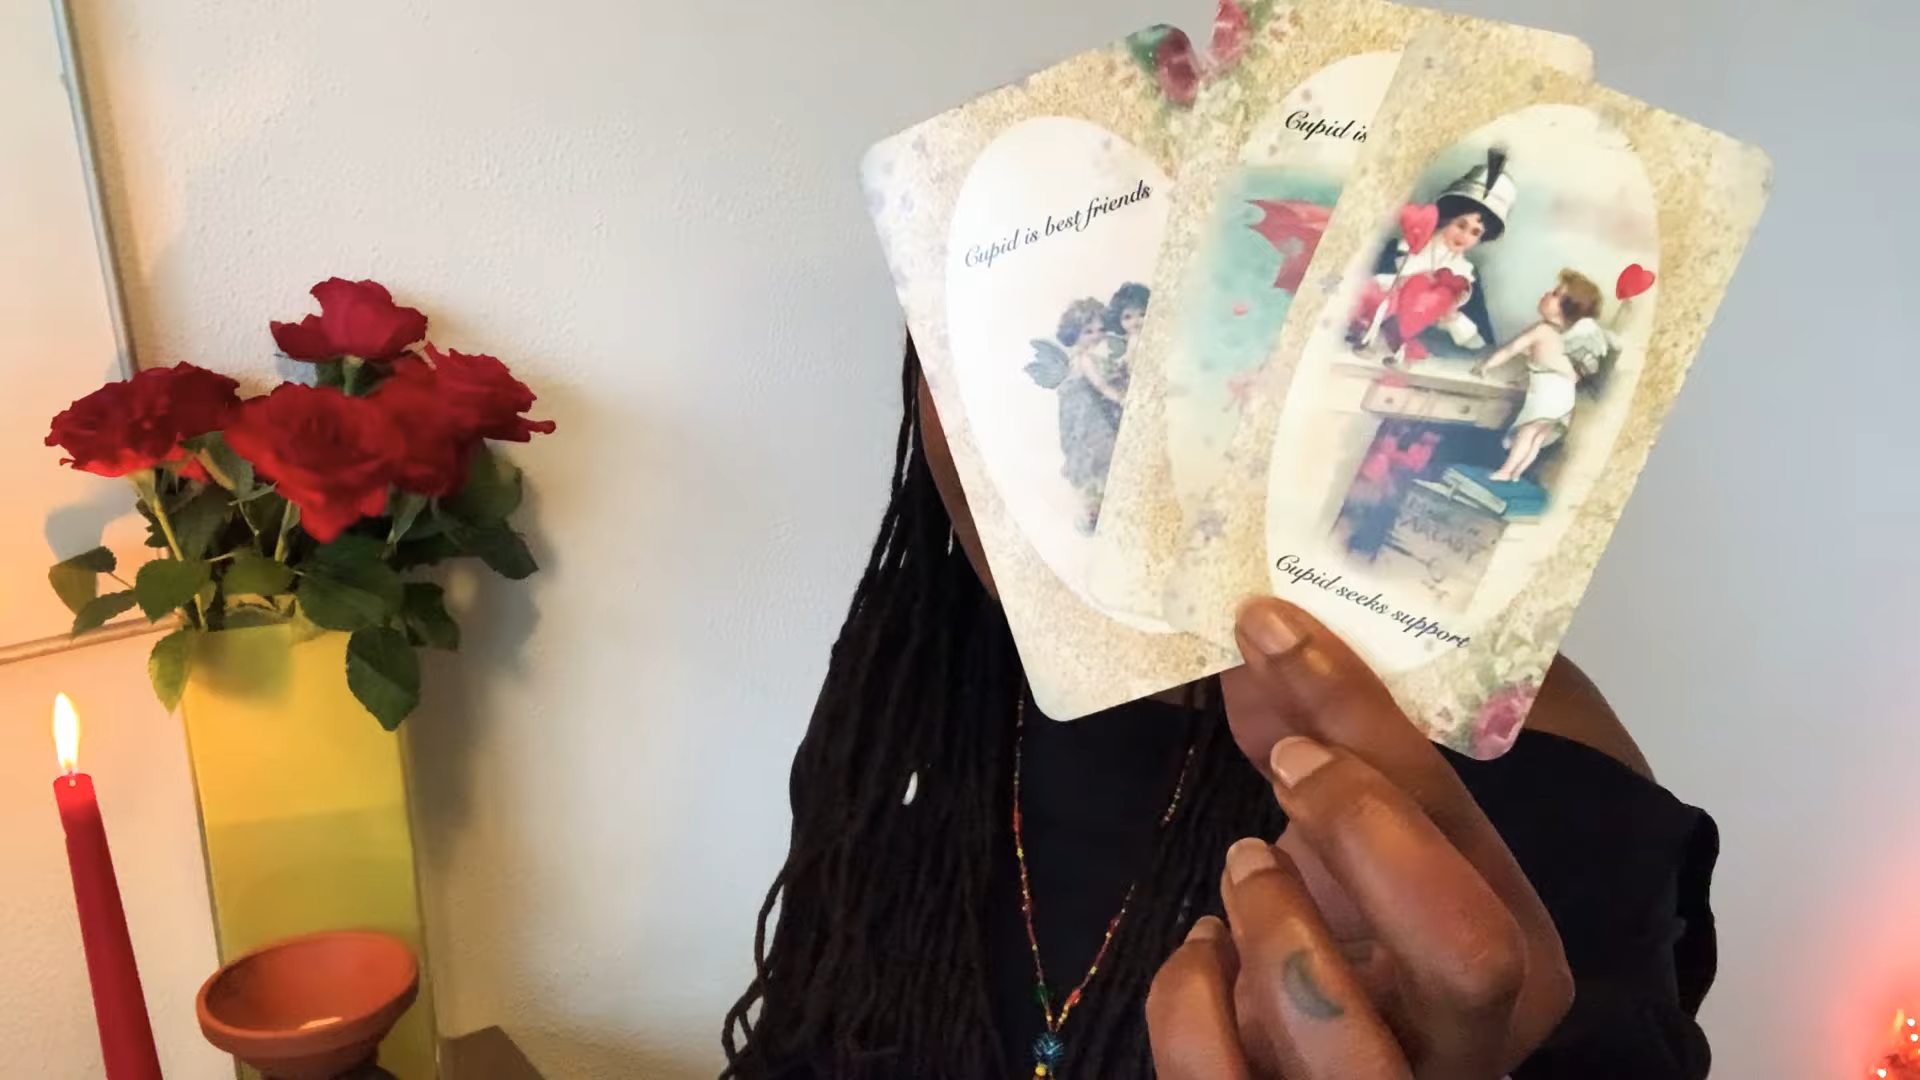 Cupid is best friends
Cupid is
Cupid seeks support